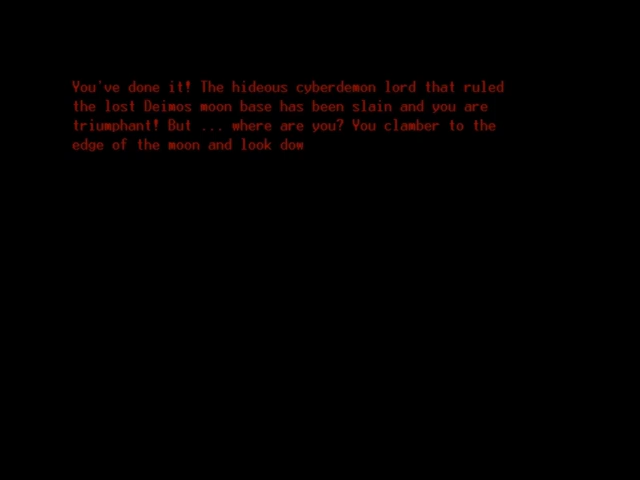 You've done it! The hideous cyberdemon lord that ruled
the lost Deimos moon base has been slain and you are
triumphant! But ... where are you? You clamber to the
edge of the moon and look dow